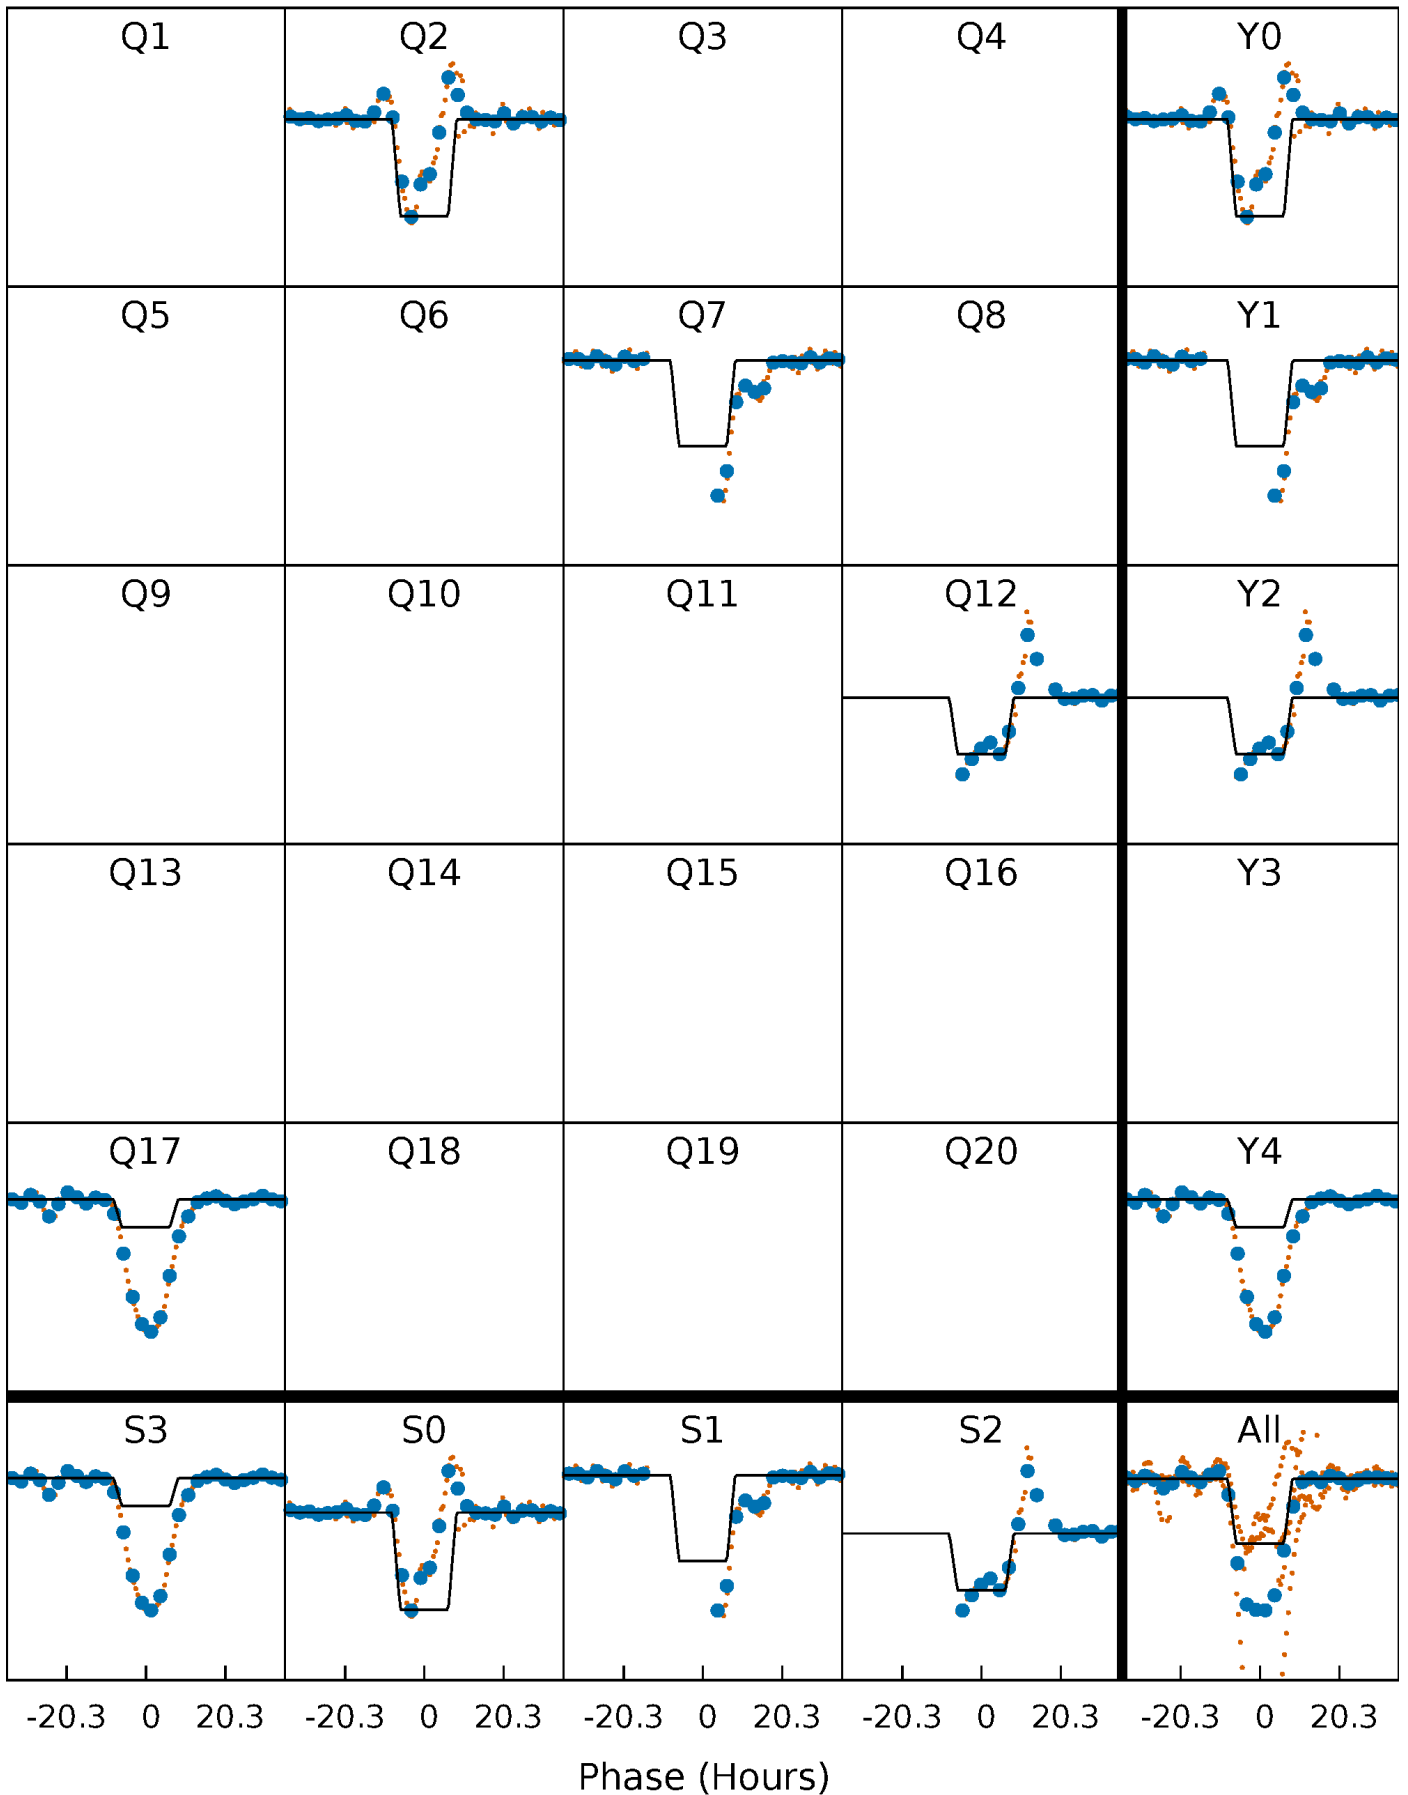 Q1 Q2 Q3 Q4 Y0
Q5 Q6 Q7 Q8 Y1
Q9 Q10 Q11 Q12 Y2
Q13 Q14 Q15 Q16 Y3
Q17 Q18 Q19 Q20 Y4
S3 S0 S1 S2 All
-20.3 0 20.3 -20.3 0 20.3 -20.3 0 20.3 -20.3 0 20.3 -20.3 0 20.3
Phase (Hours)